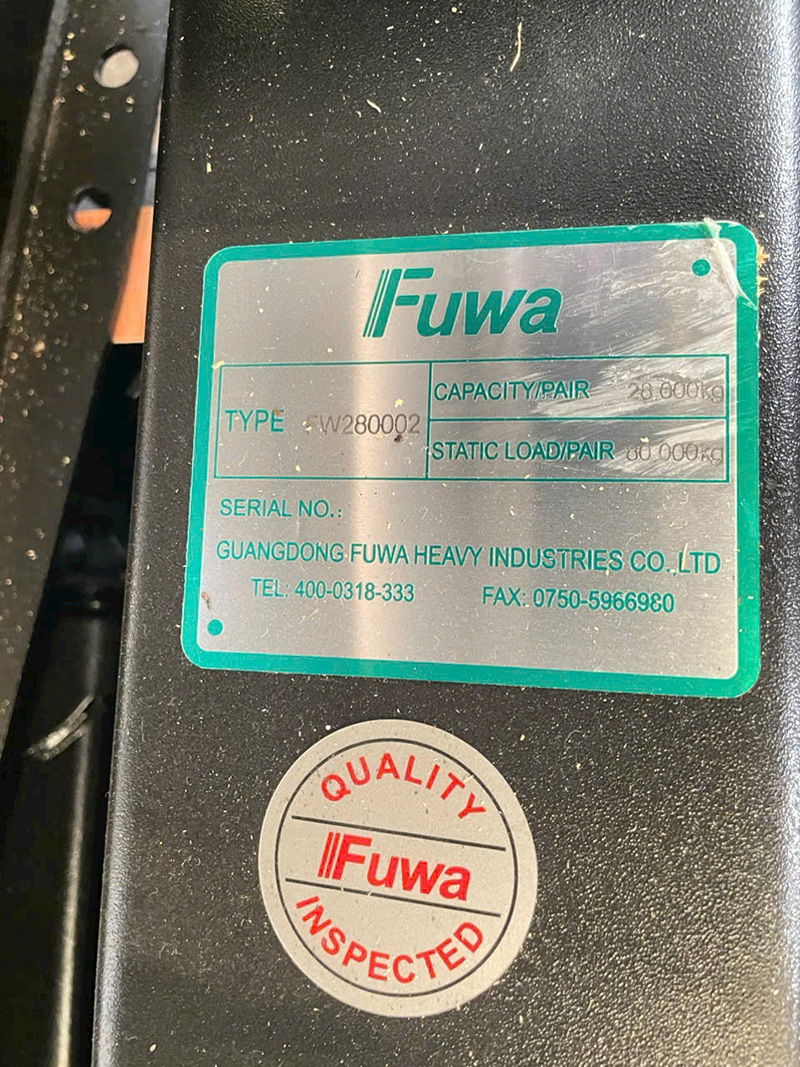 Fuwa
TYPE FW280002
CAPACITY/PAIR 28 000kg
STATIC LOAD/PAIR 80 000kg
SERIAL NO.:
GUANGDONG FUWA HEAVY INDUSTRIES CO.,LTD
TEL: 400-0318-333 FAX: 0750-5966980
QUALITY
Fuwa
INSPECTED